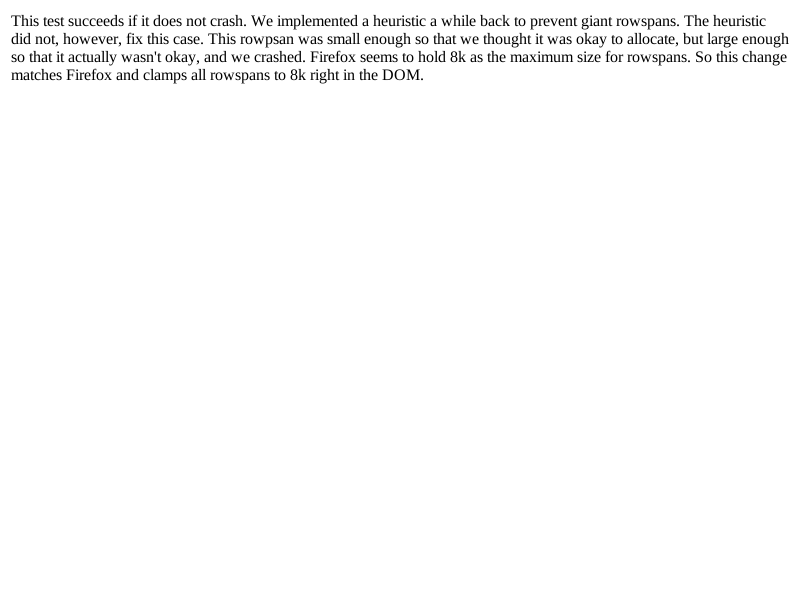 This test succeeds if it does not crash. We implemented a heuristic a while back to prevent giant rowspans. The heuristic
did not, however, fix this case. This rowpsan was small enough so that we thought it was okay to allocate, but large enough
so that it actually wasn't okay, and we crashed. Firefox seems to hold 8k as the maximum size for rowspans. So this change
matches Firefox and clamps all rowspans to 8k right in the DOM.